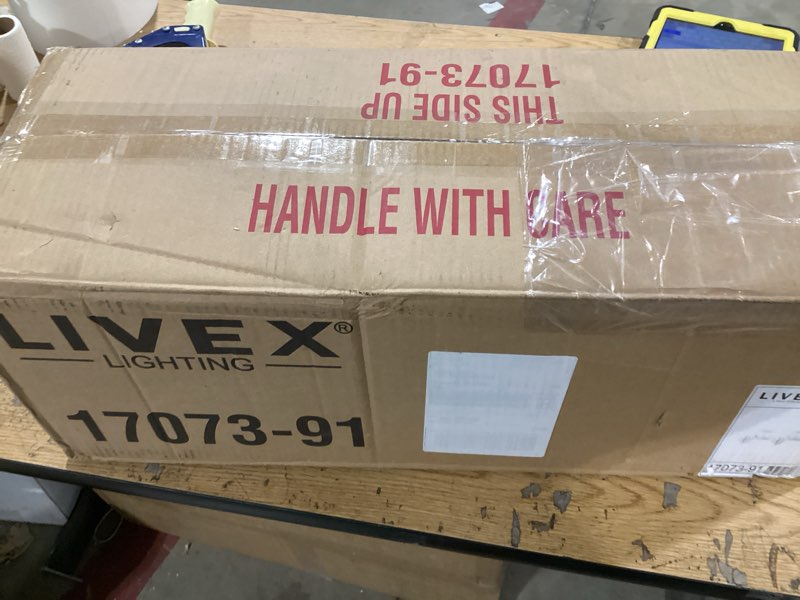 17073-91
THIS SIDE UP
HANDLE WITH CARE
LIVEX®
LIGHTING
17073-91
LIVE
17073-91